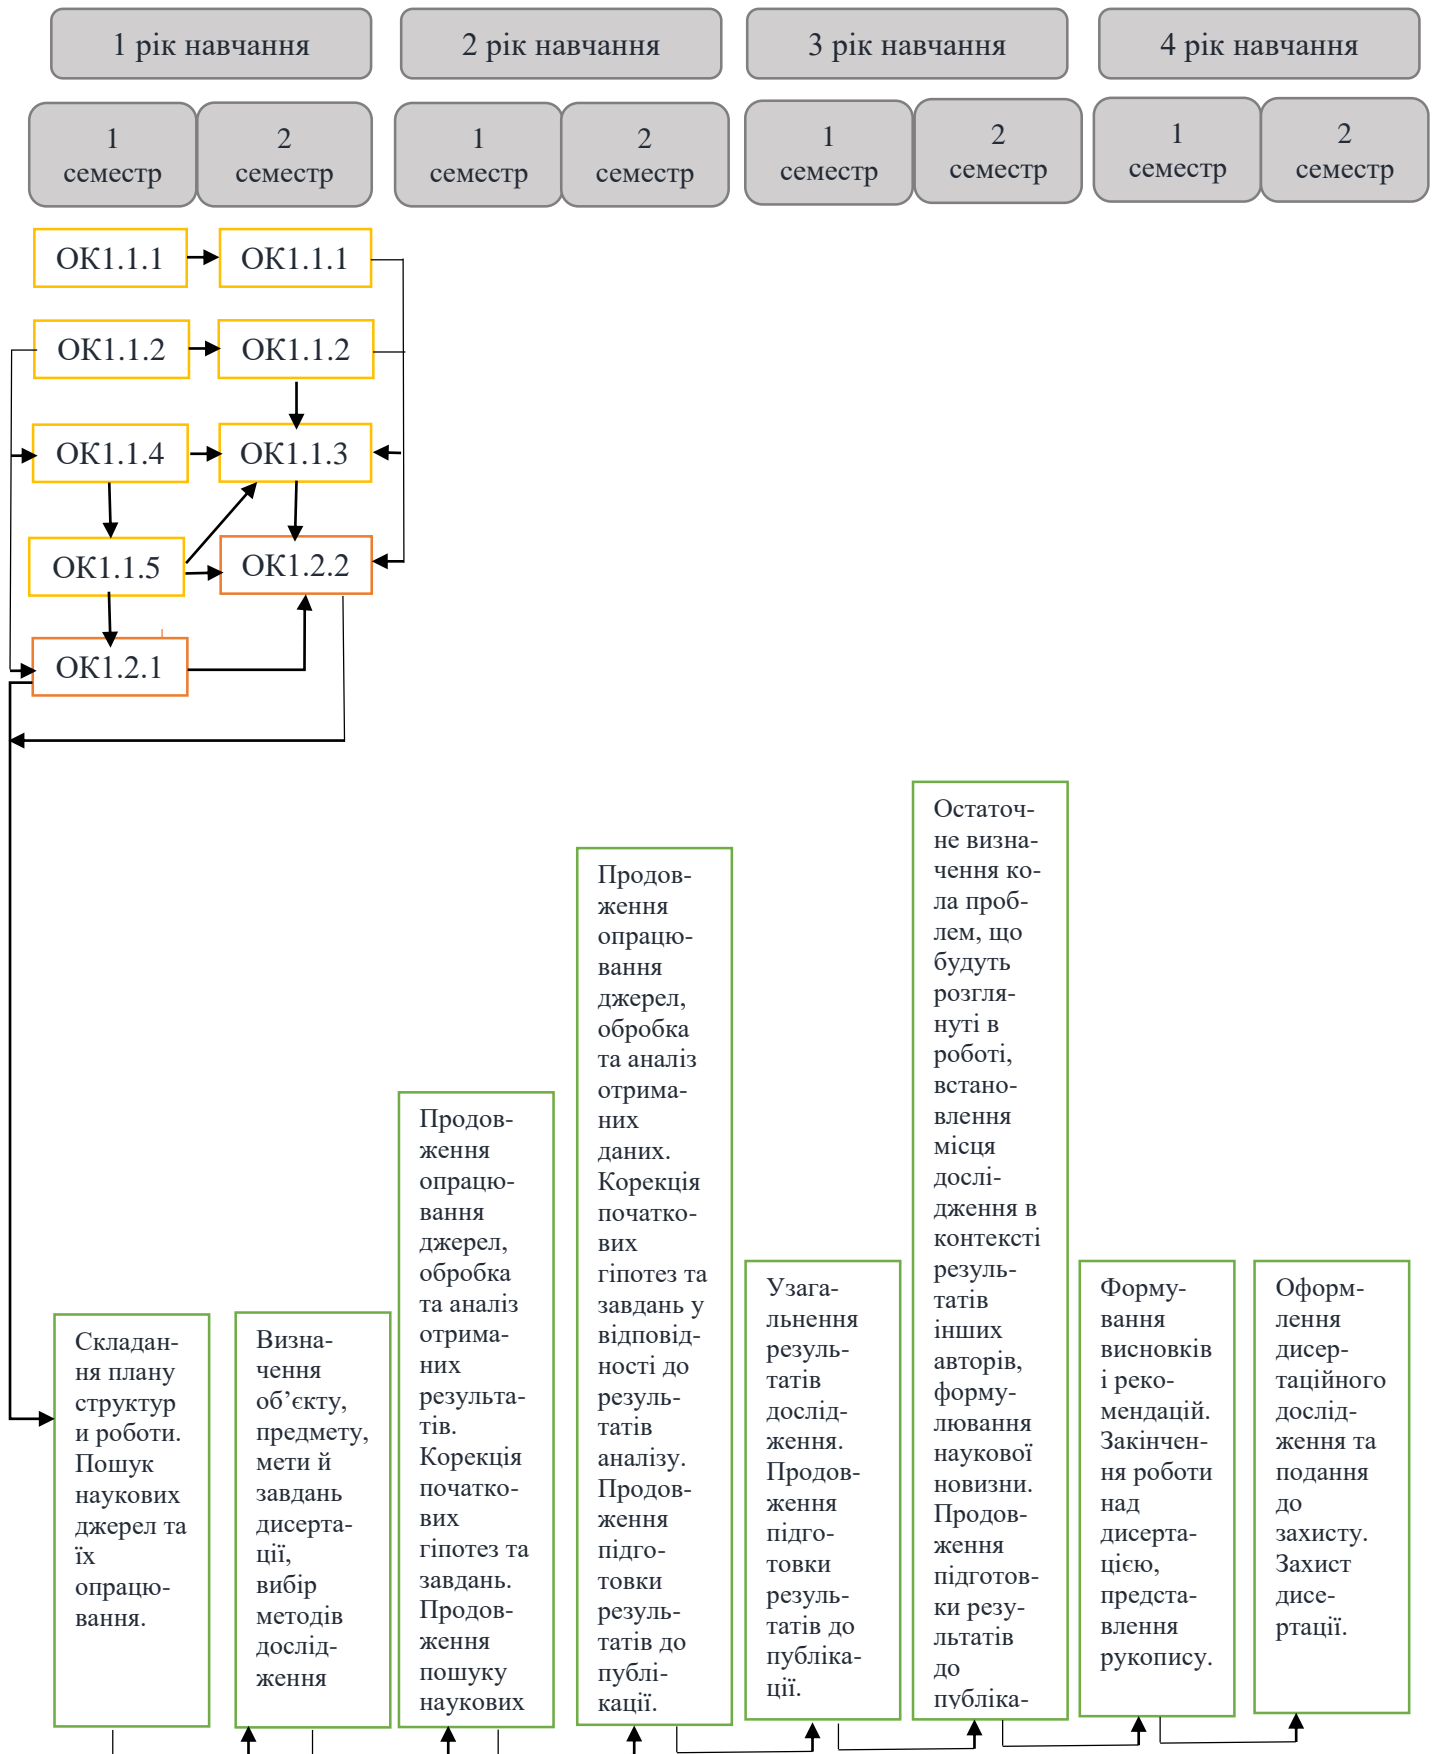 1 рік навчання
2 рік навчання
3 рік навчання
4 рік навчання
1
семестр
2
семестр
1
семестр
2
семестр
1
семестр
2
семестр
1
семестр
2
семестр
ОК1.1.1
ОК1.1.1
ОК1.1.2
ОК1.1.2
ОК1.1.4
ОК1.1.3
ОК1.1.5
ОК1.2.2
ОК1.2.1
Складан-
ня плану
структур
и роботи.
Пошук
наукових
джерел та
їх
опрацю-
вання.
Визна-
чення
об’єкту,
предмету,
мети й
завдань
дисерта-
ції,
вибір
методів
дослід-
ження
Продов-
ження
опрацю-
вання
джерел,
обробка
та аналіз
отрима-
них
результа-
тів.
Корекція
початко-
вих
гіпотез та
завдань.
Продов-
ження
пошуку
наукових
Продов-
ження
опрацю-
вання
джерел,
обробка
та аналіз
отрима-
них
даних.
Корекція
початко-
вих
гіпотез та
завдань у
відповід-
ності до
резуль-
татів
аналізу.
Продов-
ження
підго-
товки
резуль-
татів до
публі-
кації.
Узага-
льнення
резуль-
татів
дослід-
ження.
Продов-
ження
підго-
товки
резуль-
татів до
публіка-
ції.
Остаточ-
не визна-
чення ко-
ла проб-
лем, що
будуть
розгля-
нуті в
роботі,
встано-
влення
місця
дослі-
дження в
контексті
резуль-
татів
інших
авторів,
форму-
лювання
наукової
новизни.
Продов-
ження
підготов-
ки резу-
льтатів
до
публіка-
Форму-
вання
висновків
і реко-
мендацій.
Закінчен-
ня роботи
над
дисерта-
цією,
предста-
влення
рукопису.
Оформ-
лення
дисер-
таційного
дослід-
ження та
подання
до
захисту.
Захист
дисе-
ртації.